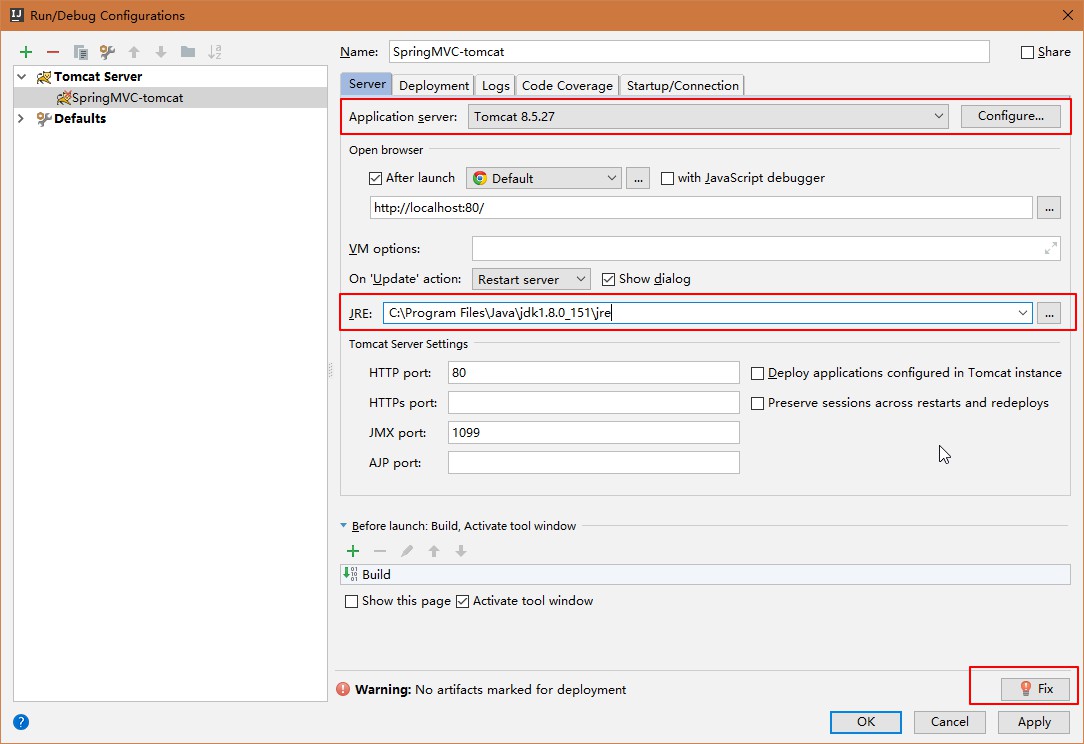 Run/Debug Configurations
Name: SpringMVC-tomcat Share
Tomcat Server
SpringMVC-tomcat
Defaults
Server Deployment Logs Code Coverage Startup/Connection
Application server: Tomcat 8.5.27 Configure...
Open browser
After launch Default ... with JavaScript debugger
http://localhost:80/ ...
VM options:
On 'Update' action: Restart server Show dialog
JRE: C:\Program Files\Java\jdk1.8.0_151\jre ...
Tomcat Server Settings
HTTP port: 80 Deploy applications configured in Tomcat instance
HTTPs port: Preserve sessions across restarts and redeploys
JMX port: 1099
AJP port:
Before launch: Build, Activate tool window
Build
Show this page Activate tool window
Warning: No artifacts marked for deployment Fix
? OK Cancel Apply